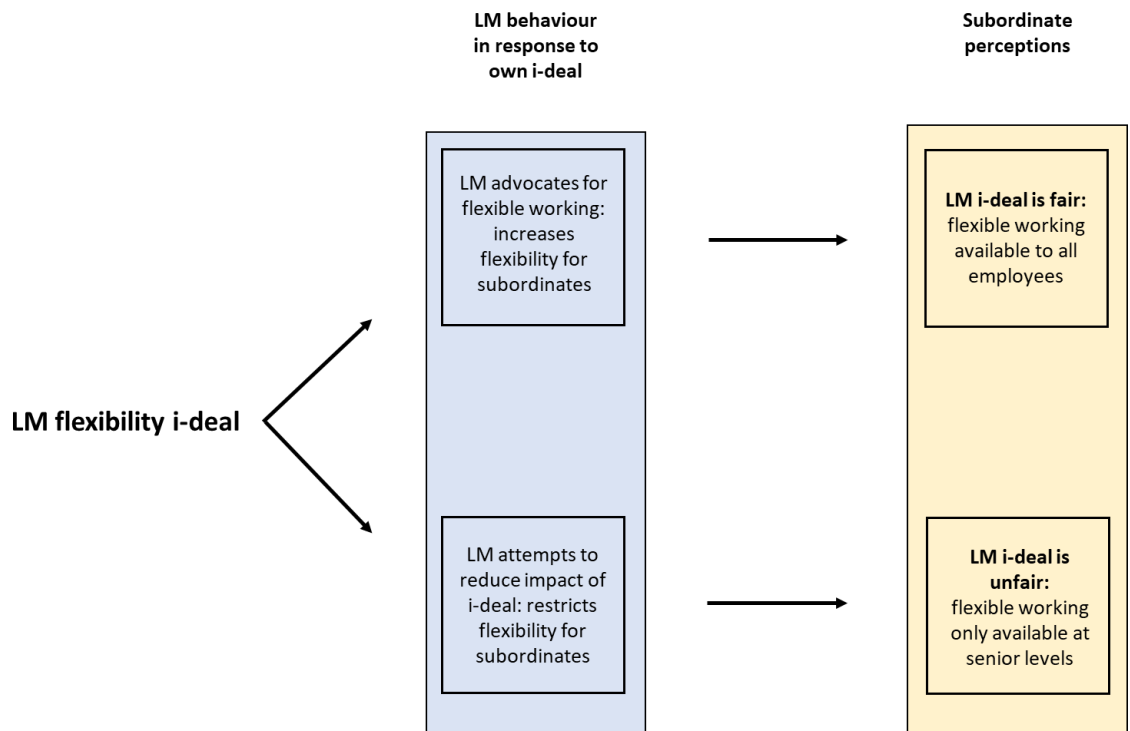 LM behaviour
in response to
own i-deal
Subordinate
perceptions
LM advocates for
flexible working:
increases
flexibility for
subordinates
LM i-deal is fair:
flexible working
available to all
employees
LM flexibility i-deal
LM attempts to
reduce impact of
i-deal: restricts
flexibility for
subordinates
LM i-deal is
unfair:
flexible working
only available at
senior levels